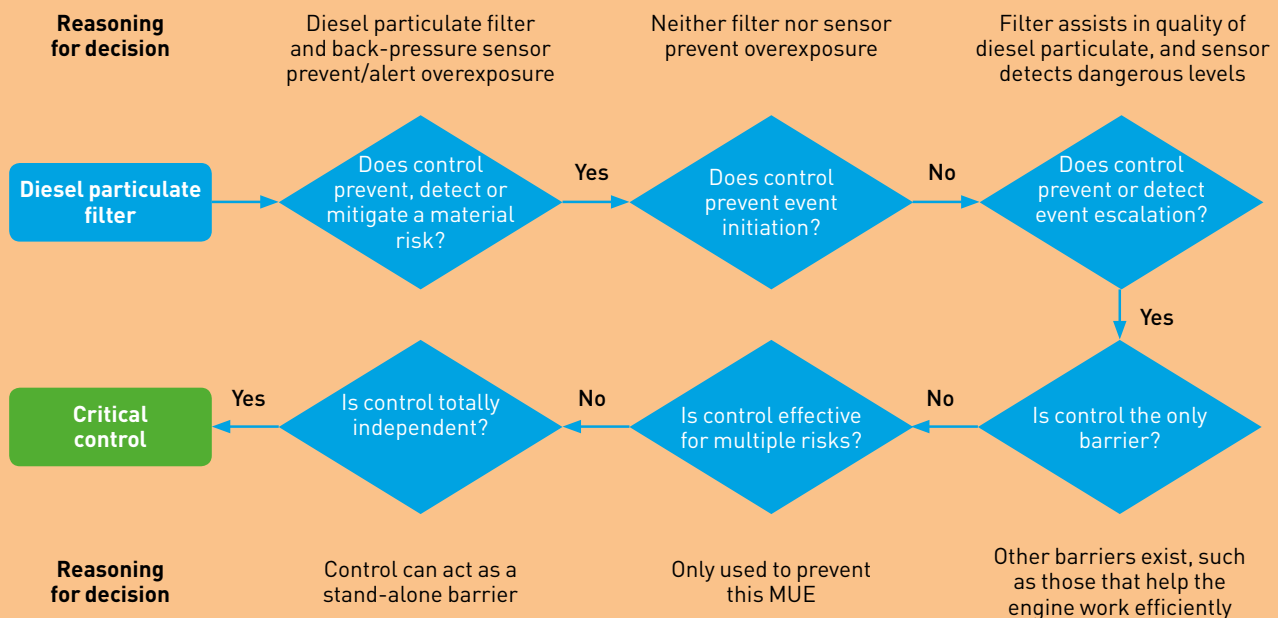 Reasoning
for decision
Diesel particulate filter
and back-pressure sensor
prevent/alert overexposure
Neither filter nor sensor
prevent overexposure
Filter assists in quality of
diesel particulate, and sensor
detects dangerous levels
Diesel particulate
filter
Does control
prevent, detect or
mitigate a material
risk?
Yes
Does control
prevent event
initiation?
No
Does control
prevent or detect
event escalation?
Yes
Critical
control
Yes
Is control totally
independent?
No
Is control effective
for multiple risks?
No
Is control the only
barrier?
Reasoning
for decision
Control can act as a
stand-alone barrier
Only used to prevent
this MUE
Other barriers exist, such
as those that help the
engine work efficiently